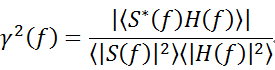 γ²(f) = |⟨S*(f)H(f)⟩| / ⟨|S(f)|²⟩⟨|H(f)|²⟩